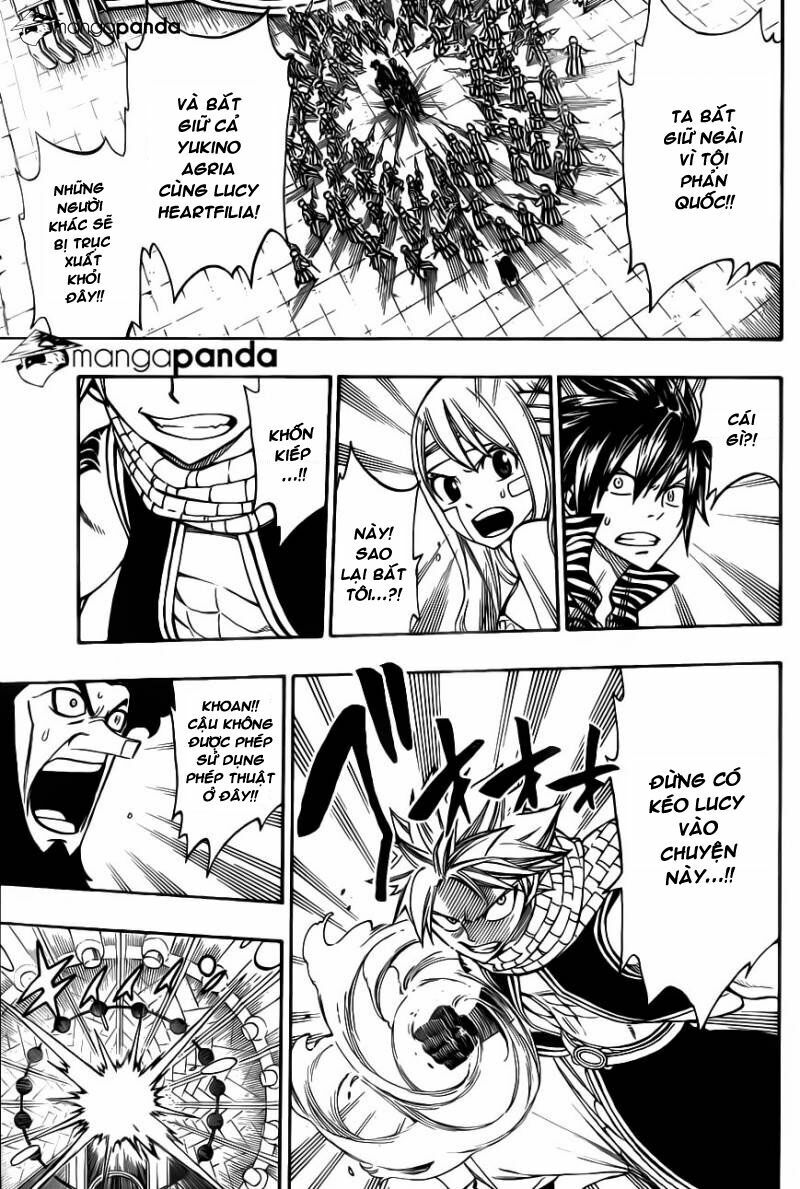 mangapanda
TA BẮT
GIỮ NGÀI
VÌ TỘI
PHẢN
QUỐC!!
VÀ BẮT
GIỮ CẢ
YUKINO
AGRIA
CÙNG LUCY
HEARTFILIA!
NHỮNG
NGƯỜI
KHÁC SẼ
BỊ TRỤC
XUẤT
KHỎI
ĐÂY!!
mangapanda
CÁI
GÌ?!
NÀY!
SAO
LẠI BẮT
TÔI...?!
KHỐN
KIẾP
...!!
ĐỪNG CÓ
KÉO LUCY
VÀO
CHUYỆN
NÀY...!!
KHOAN!!
CẬU KHÔNG
ĐƯỢC PHÉP
SỬ DỤNG
PHÉP THUẬT
Ở ĐÂY!!